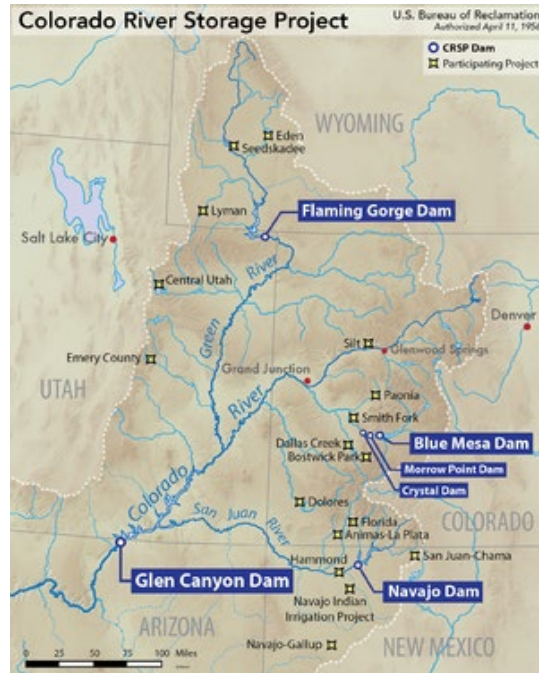 Colorado River Storage Project
U.S. Bureau of Reclamation
Authorized April 11, 1956
CRSP Dam
Participating Project
WYOMING
Eden
Seedskadee
Lyman
Flaming Gorge Dam
Salt Lake City
Central Utah
Green
River
Denver
Silt
Glenwood Springs
Emery County
Grand Junction
UTAH
Paonia
River
Smith Fork
Blue Mesa Dam
Dallas Creek
Bostwick Park
Morrow Point Dam
Crystal Dam
Colorado
Dolores
San Juan
River
Florida
Animas-La Plata
COLORADO
San Juan-Chama
Hammond
Glen Canyon Dam
Navajo Dam
Navajo Indian
Irrigation Project
ARIZONA
Navajo-Gallup
NEW MEXICO
0 25 50 75 100 Miles